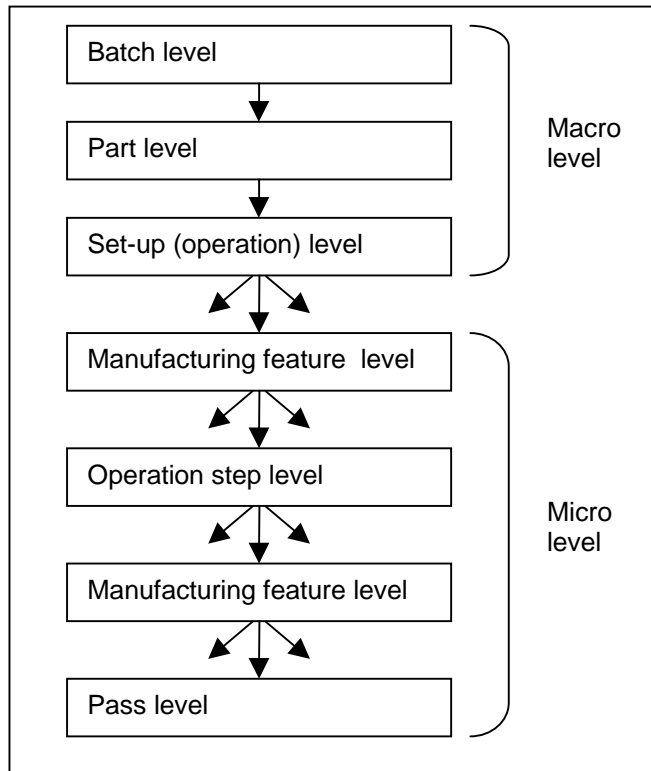 Batch level
Part level
Macro
level
Set-up (operation) level
Manufacturing feature  level
Operation step level
Micro
level
Manufacturing feature level
Pass level